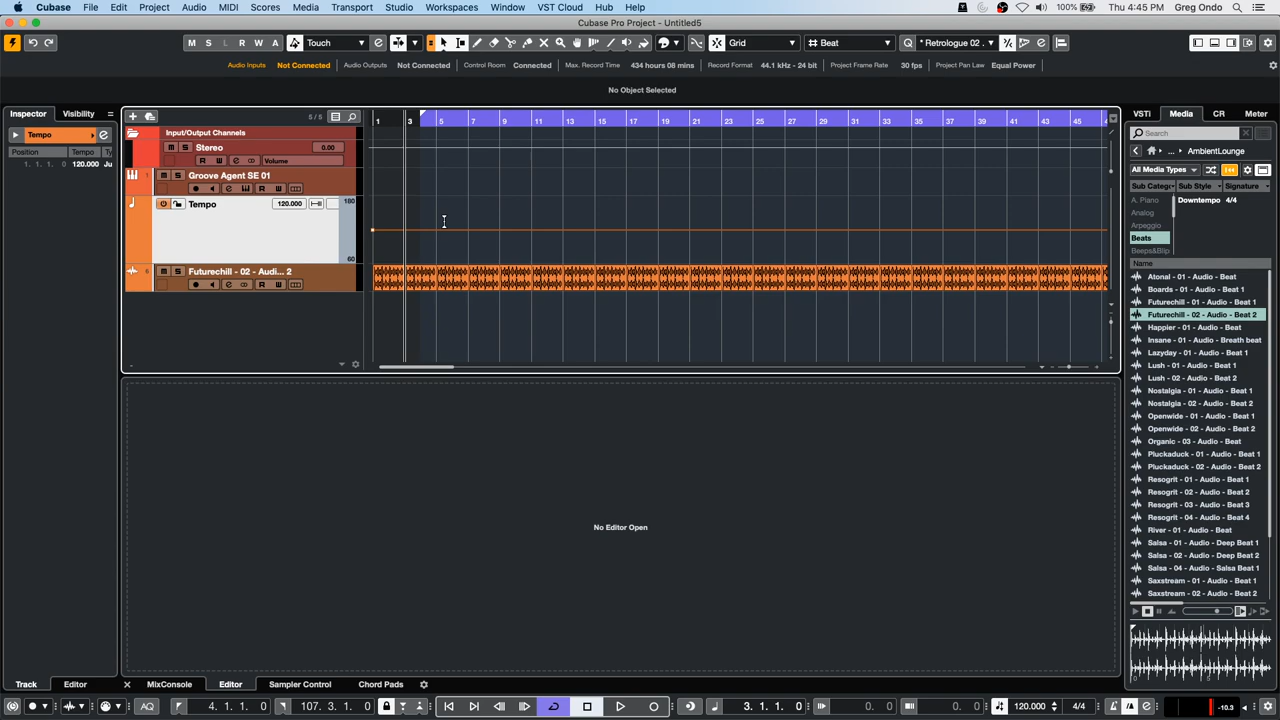 Cubase File Edit Project Audio MIDI Scores Media Transport Studio Workspaces Window VST Cloud Hub Help 100% Thu 4:45 PM Greg Ondo
Cubase Pro Project - Untitled5
M S L R W A Touch Grid Beat * Retrologue 02 . *
Audio Inputs Not Connected Audio Outputs Not Connected Control Room Connected Max. Record Time 434 hours 08 mins Record Format 44.1 kHz - 24 bit Project Frame Rate 30 fps Project Pan Law Equal Power
No Object Selected
Inspector Visibility
5/5
1 3 5 7 9 11 13 15 17 19 21 23 25 27 29 31 33 35 37 39 41 43 45
VSTi Media CR Meter
Search
Tempo
Position Tempo Ju
1. 1. 1. 0 120.000
Input/Output Channels
Stereo 0.00
R W Volume
1 M S Groove Agent SE 01
R W
Tempo 120.000 180
60
6 M S Futurechill - 02 - Audi... 2
R W
... AmbientLounge
All Media Types
Sub Categ Sub Style Signature
A. Piano Downtempo 4/4
Analog
Arpeggio
Beats
Beeps&Blip
Name
Atonal - 01 - Audio - Beat
Boards - 01 - Audio - Beat 1
Futurechill - 01 - Audio - Beat 1
Futurechill - 02 - Audio - Beat 2
Happier - 01 - Audio - Beat
Insane - 01 - Audio - Breath beat
Lazyday - 01 - Audio - Beat 1
Lush - 01 - Audio - Beat 1
Lush - 02 - Audio - Beat 2
Nostalgia - 01 - Audio - Beat 1
Nostalgia - 02 - Audio - Beat 2
Openwide - 01 - Audio - Beat 1
Openwide - 02 - Audio - Beat 2
Organic - 03 - Audio - Beat
Pluckaduck - 01 - Audio - Beat 1
Pluckaduck - 02 - Audio - Beat 2
Resogrit - 01 - Audio - Beat 1
Resogrit - 02 - Audio - Beat 2
Resogrit - 03 - Audio - Beat 3
Resogrit - 04 - Audio - Beat 4
River - 01 - Audio - Beat
Salsa - 01 - Audio - Deep Beat 1
Salsa - 02 - Audio - Deep Beat 2
Salsa - 04 - Audio - Salsa Beat 1
Saxstream - 01 - Audio - Beat 1
Saxstream - 02 - Audio - Beat 2
No Editor Open
Track Editor MixConsole Editor Sampler Control Chord Pads
AQ 4. 1. 1. 0 107. 3. 1. 0 3. 1. 1. 0 0. 0 0. 0 120.000 4/4 -10.3